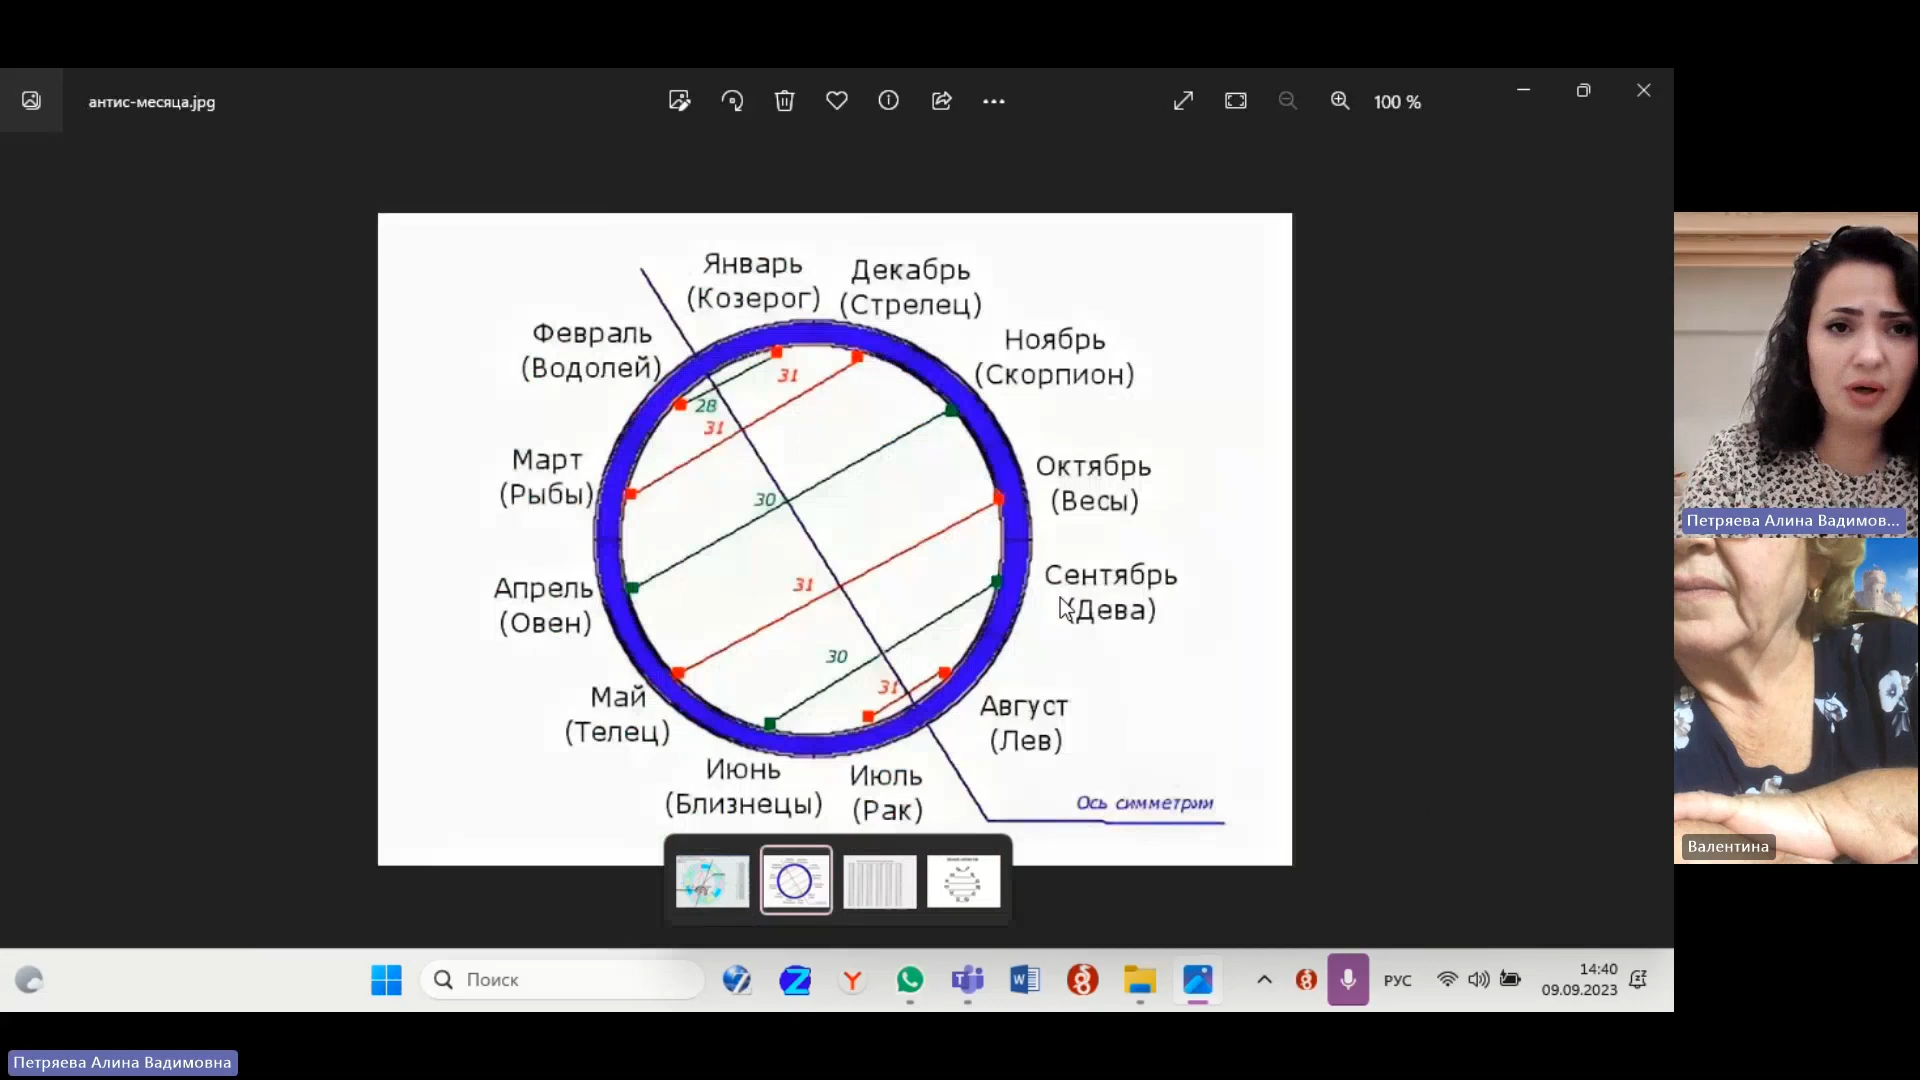 антис-месяца.jpg
100 %
Январь
(Козерог)
Декабрь
(Стрелец)
Февраль
(Водолей)
Ноябрь
(Скорпион)
31
28
31
Март
(Рыбы)
Октябрь
(Весы)
30
Апрель
(Овен)
Сентябрь
(Дева)
31
30
31
Май
(Телец)
Август
(Лев)
Июнь
(Близнецы)
Июль
(Рак)
Ось симметрии
Петряева Алина Вадимов...
Валентина
Поиск
РУС
14:40
09.09.2023
Петряева Алина Вадимовна